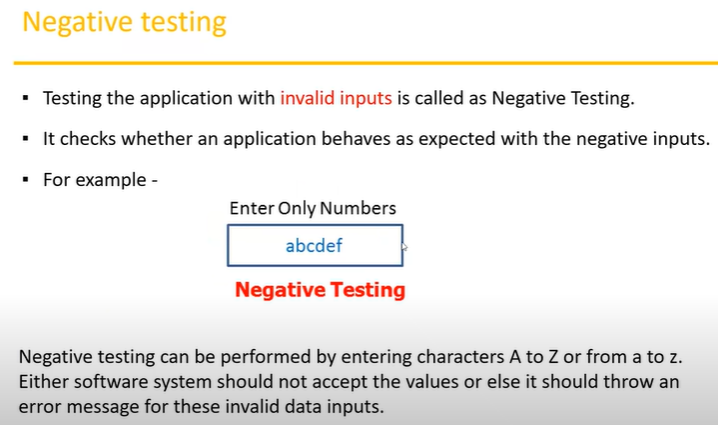 Negative testing
▪ Testing the application with invalid inputs is called as Negative Testing.
▪ It checks whether an application behaves as expected with the negative inputs.
▪ For example -
Enter Only Numbers
abcdef
Negative Testing
Negative testing can be performed by entering characters A to Z or from a to z.
Either software system should not accept the values or else it should throw an
error message for these invalid data inputs.